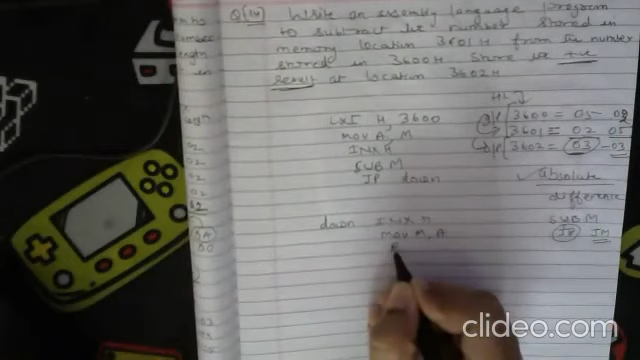 Q(14) Write an assembly language program
to subtract the number stored in
memory location 3601H from the number
stored in 3600H. Store the +ve
result at location 3602H
HL
LXI H, 3600
MOV A, M
INX H
SUB M
JP down
down INX H
MOV M, A
I/P 3600 = 05 02
3601 = 02 05
O/P 3602 = 03 - 03
Absolute
difference
SUB M
JP JM
clideo.com